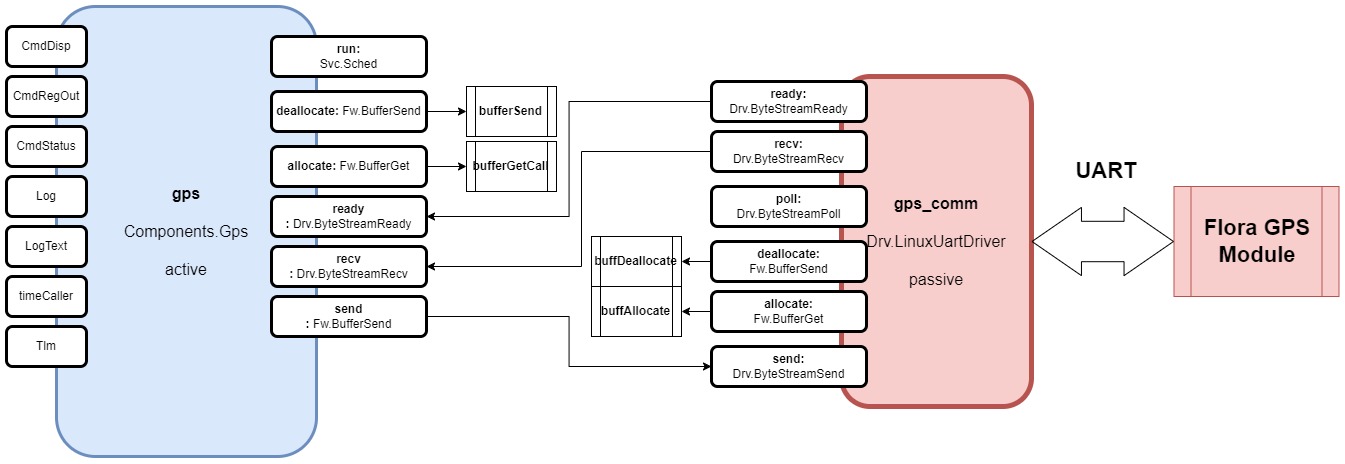 CmdDisp
CmdRegOut
CmdStatus
Log
LogText
timeCaller
Tlm
gps
Components.Gps
active
run:
Svc.Sched
deallocate: Fw.BufferSend
allocate: Fw.BufferGet
ready
: Drv.ByteStreamReady
recv
: Drv.ByteStreamRecv
send
: Fw.BufferSend
bufferSend
bufferGetCall
buffDeallocate
buffAllocate
ready:
Drv.ByteStreamReady
recv:
Drv.ByteStreamRecv
poll:
Drv.ByteStreamPoll
deallocate:
Fw.BufferSend
allocate:
Fw.BufferGet
send:
Drv.ByteStreamSend
gps_comm
Drv.LinuxUartDriver
passive
UART
Flora GPS
Module